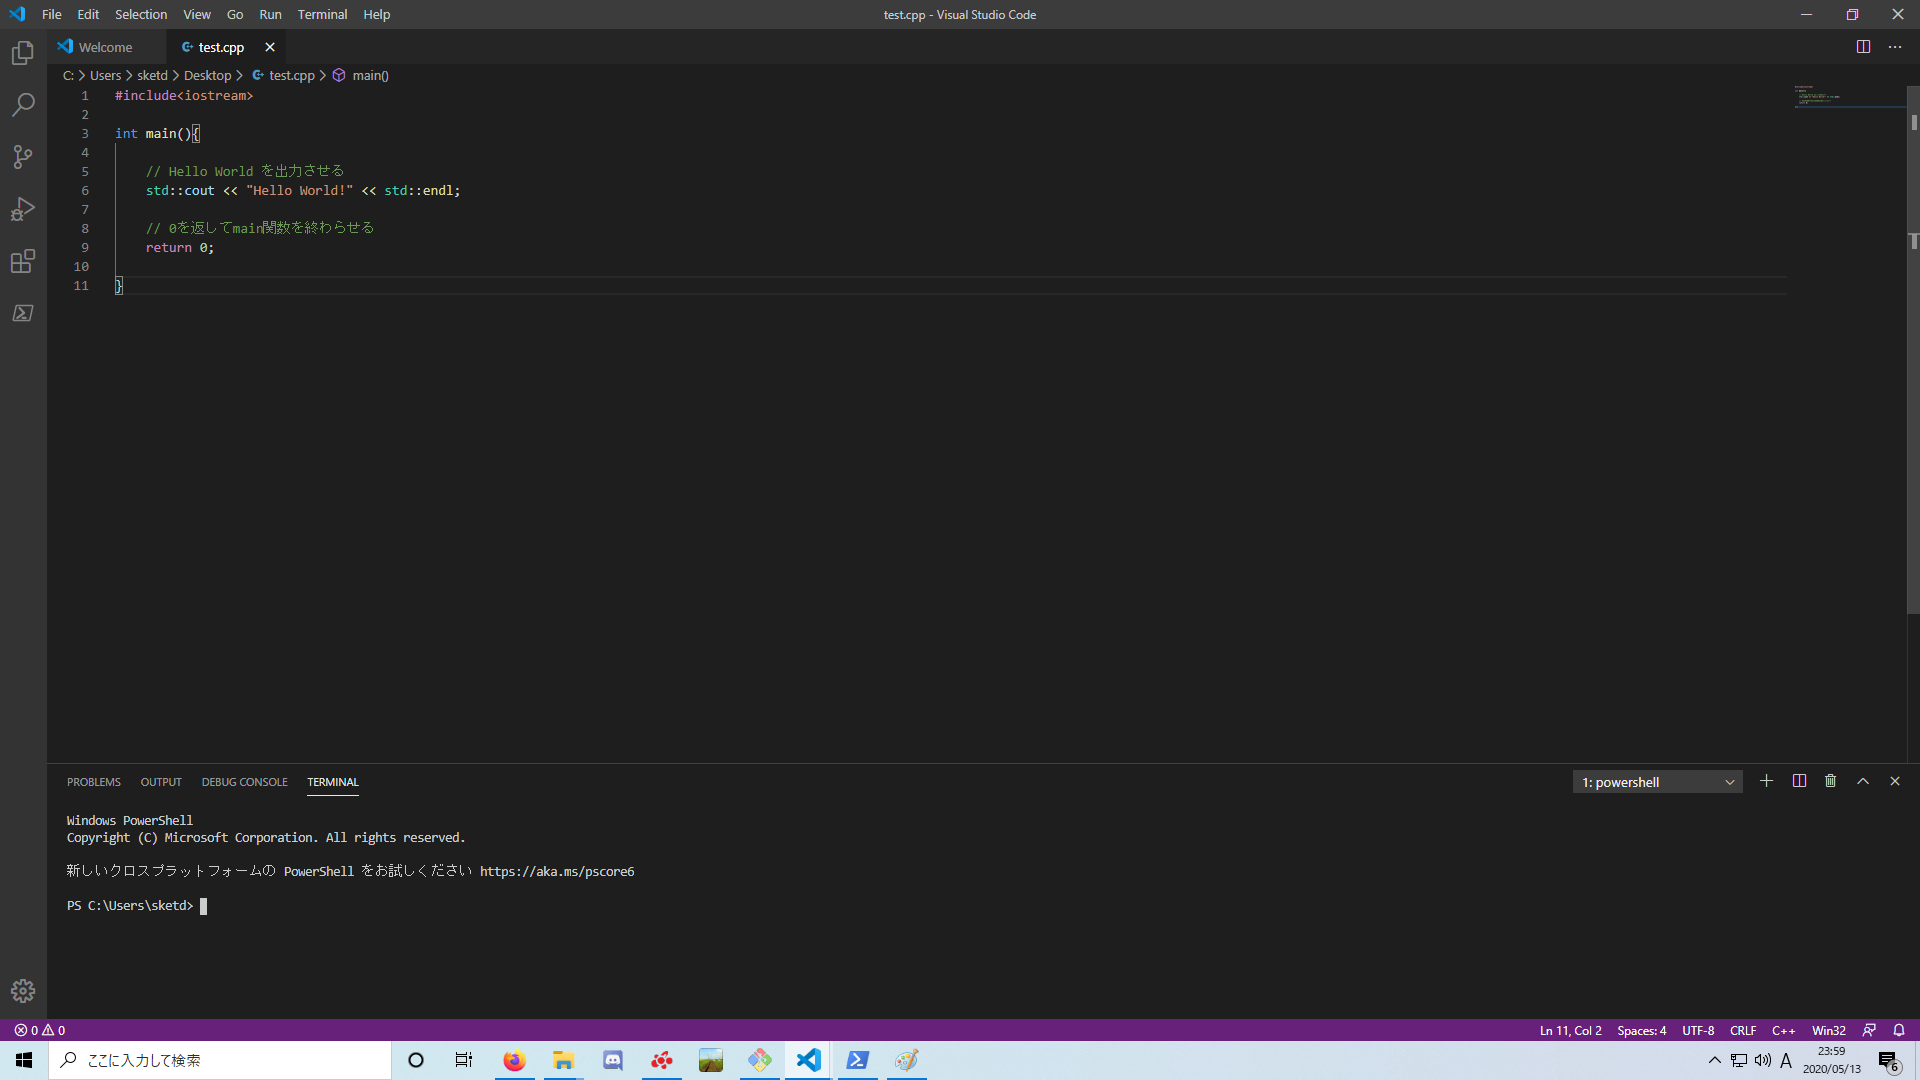 File Edit Selection View Go Run Terminal Help
test.cpp - Visual Studio Code
Welcome
test.cpp
C: > Users > sketd > Desktop > test.cpp > main()
1 #include<iostream>
2
3 int main(){
4
5 // Hello World を出力させる
6 std::cout << "Hello World!" << std::endl;
7
8 // 0を返してmain関数を終わらせる
9 return 0;
10
11 }
PROBLEMS OUTPUT DEBUG CONSOLE TERMINAL
1: powershell
Windows PowerShell
Copyright (C) Microsoft Corporation. All rights reserved.
新しいクロスプラットフォームの PowerShell をお試しください https://aka.ms/pscore6
PS C:\Users\sketd>
0 0
Ln 11, Col 2 Spaces: 4 UTF-8 CRLF C++ Win32
ここに入力して検索
A
23:59
2020/05/13
6